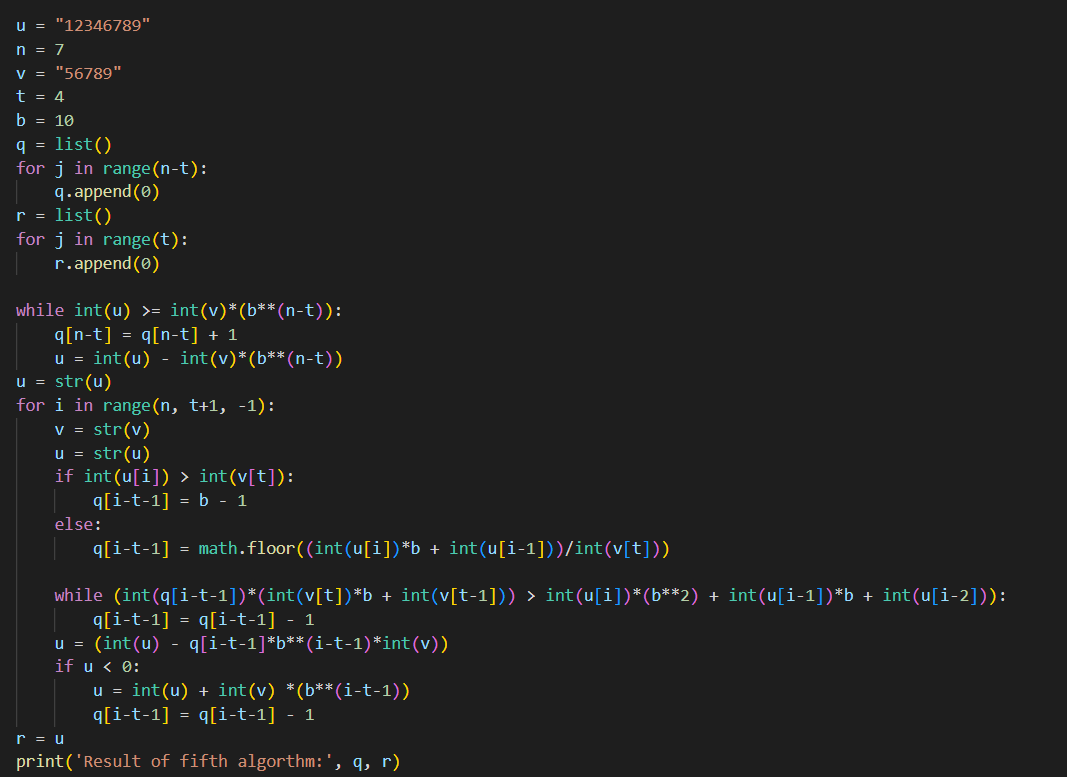 u = "12346789"
n = 7
v = "56789"
t = 4
b = 10
q = list()
for j in range(n-t):
    q.append(0)
r = list()
for j in range(t):
    r.append(0)

while int(u) >= int(v)*(b**(n-t)):
    q[n-t] = q[n-t] + 1
    u = int(u) - int(v)*(b**(n-t))
u = str(u)
for i in range(n, t+1, -1):
    v = str(v)
    u = str(u)
    if int(u[i]) > int(v[t]):
        q[i-t-1] = b - 1
    else:
        q[i-t-1] = math.floor((int(u[i])*b + int(u[i-1]))/int(v[t]))

    while (int(q[i-t-1])*(int(v[t])*b + int(v[t-1])) > int(u[i])*(b**2) + int(u[i-1])*b + int(u[i-2])):
        q[i-t-1] = q[i-t-1] - 1
    u = (int(u) - q[i-t-1]*b**(i-t-1)*int(v))
    if u < 0:
        u = int(u) + int(v) *(b**(i-t-1))
        q[i-t-1] = q[i-t-1] - 1
r = u
print('Result of fifth algorthm:', q, r)